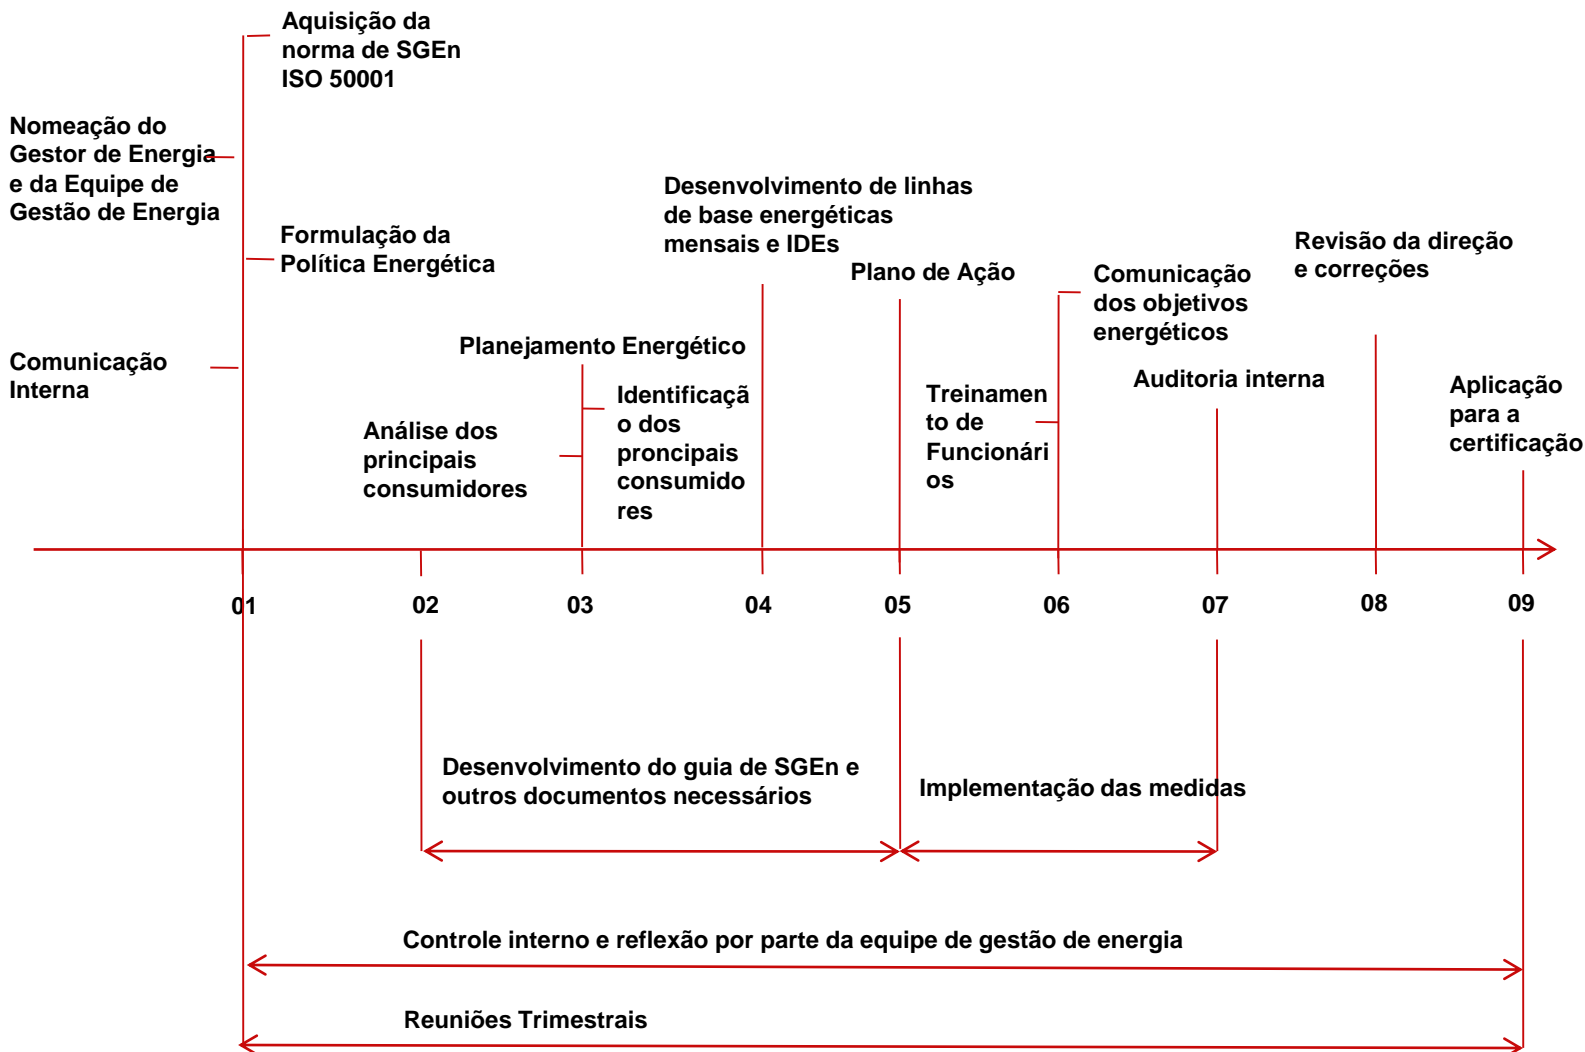 Aquisição da
norma de SGEn
ISO 50001
Nomeação do
Gestor de Energia
e da Equipe de
Gestão de Energia
Formulação da
Política Energética
Comunicação
Interna
Desenvolvimento de linhas
de base energéticas
mensais e IDEs
Plano de Ação
Planejamento Energético
Análise dos
principais
consumidores
Identificaçã
o dos
proncipais
consumido
res
Comunicação
dos objetivos
energéticos
Treinamen
to de
Funcionári
os
Revisão da direção
e correções
Auditoria interna
Aplicação
para a
certificação
01
02
03
04
05
06
07
08
09
Desenvolvimento do guia de SGEn e
outros documentos necessários
Implementação das medidas
Controle interno e reflexão por parte da equipe de gestão de energia
Reuniões Trimestrais